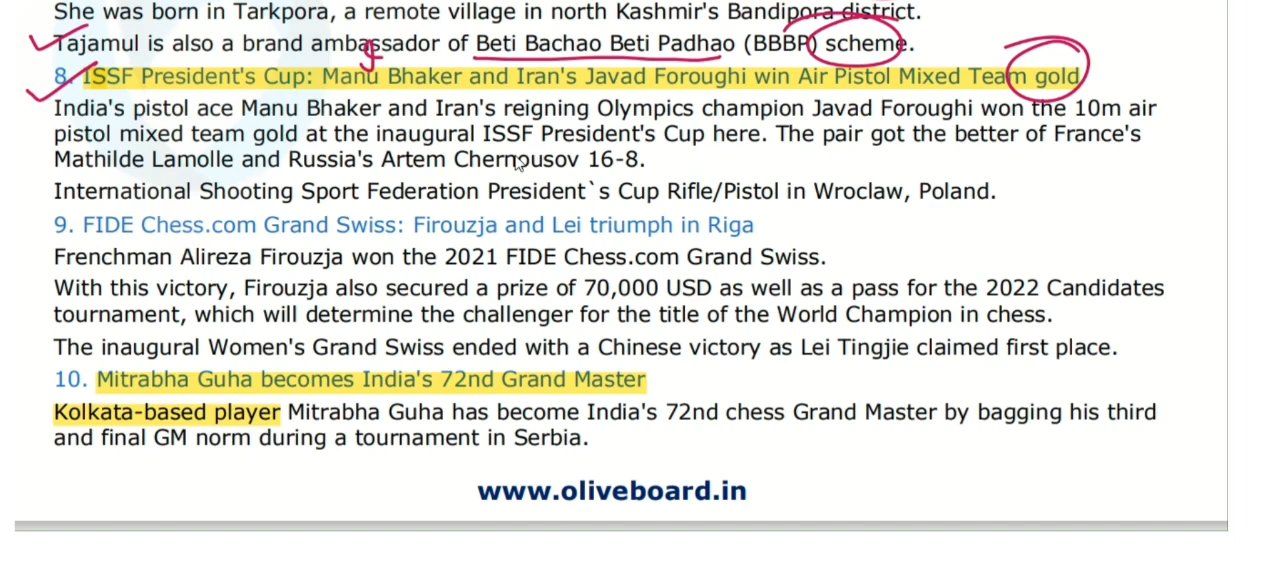 She was born in Tarkpora, a remote village in north Kashmir's Bandipora district.
Tajamul is also a brand ambassador of Beti Bachao Beti Padhao (BBBP) scheme.
8. ISSF President's Cup: Manu Bhaker and Iran's Javad Foroughi win Air Pistol Mixed Team gold
India's pistol ace Manu Bhaker and Iran's reigning Olympics champion Javad Foroughi won the 10m air
pistol mixed team gold at the inaugural ISSF President's Cup here. The pair got the better of France's
Mathilde Lamolle and Russia's Artem Chernousov 16-8.
International Shooting Sport Federation President`s Cup Rifle/Pistol in Wroclaw, Poland.
9. FIDE Chess.com Grand Swiss: Firouzja and Lei triumph in Riga
Frenchman Alireza Firouzja won the 2021 FIDE Chess.com Grand Swiss.
With this victory, Firouzja also secured a prize of 70,000 USD as well as a pass for the 2022 Candidates
tournament, which will determine the challenger for the title of the World Champion in chess.
The inaugural Women's Grand Swiss ended with a Chinese victory as Lei Tingjie claimed first place.
10. Mitrabha Guha becomes India's 72nd Grand Master
Kolkata-based player Mitrabha Guha has become India's 72nd chess Grand Master by bagging his third
and final GM norm during a tournament in Serbia.
www.oliveboard.in